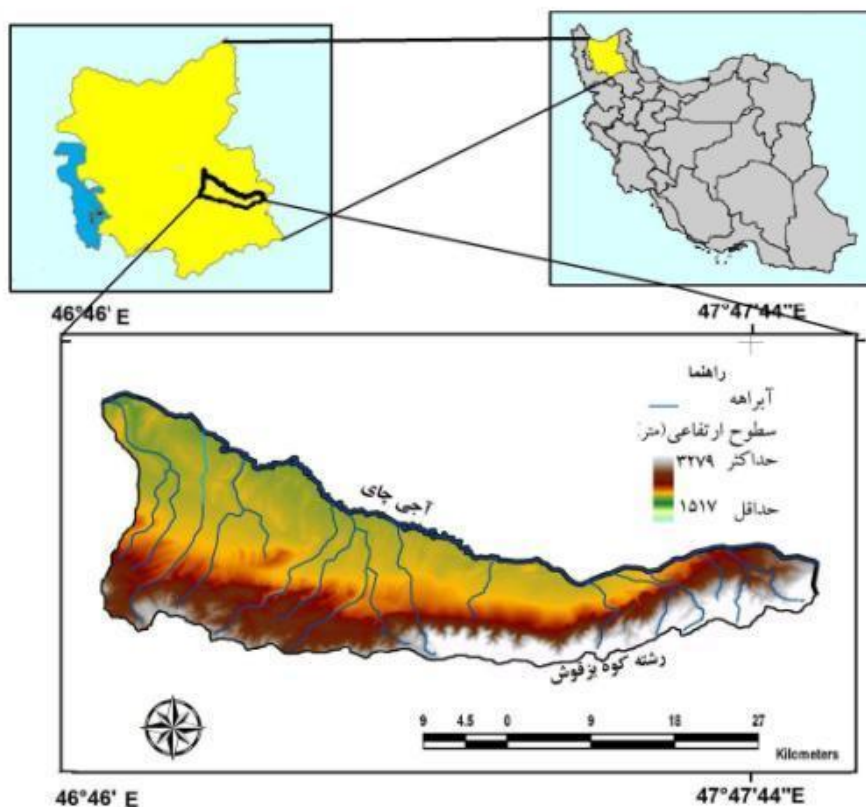 46°46' E
47°47'44"E
راهنما
آبراهه
سطوح ارتفاعی(متر):
حداکثر ۳۲۷۹
حداقل ۱۵۱۷
آجی چای
رشته کوه بزقوش
9 4.5 0 9 18 27
Kilometers
46°46' E
47°47'44"E